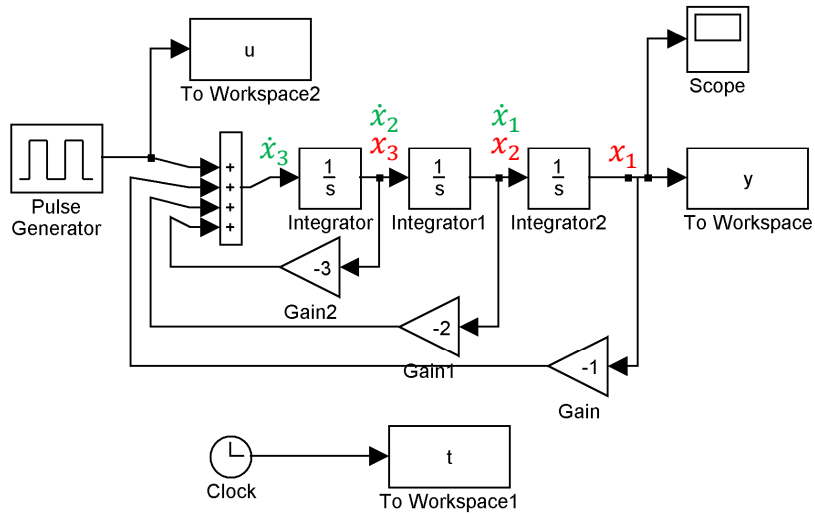 u
To Workspace2
Scope
Pulse
Generator
+
+
+
+
ẋ₃
1
s
Integrator
ẋ₂
x₃
1
s
Integrator1
ẋ₁
x₂
1
s
Integrator2
x₁
y
To Workspace
-3
Gain2
-2
Gain1
-1
Gain
Clock
t
To Workspace1